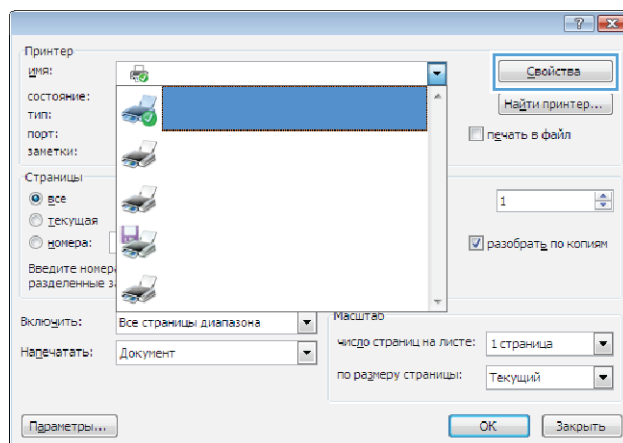 Принтер
имя:
Свойства
состояние:
Найти принтер...
тип:
порт:
печать в файл
заметки:
Страницы
все
1
текущая
номера:
разобрать по копиям
Введите номер
разделенные з
Включить:
Все страницы диапазона
Масштаб
Напечатать:
Документ
число страниц на листе:
1 страница
по размеру страницы:
Текущий
Параметры...
ОК
Закрыть